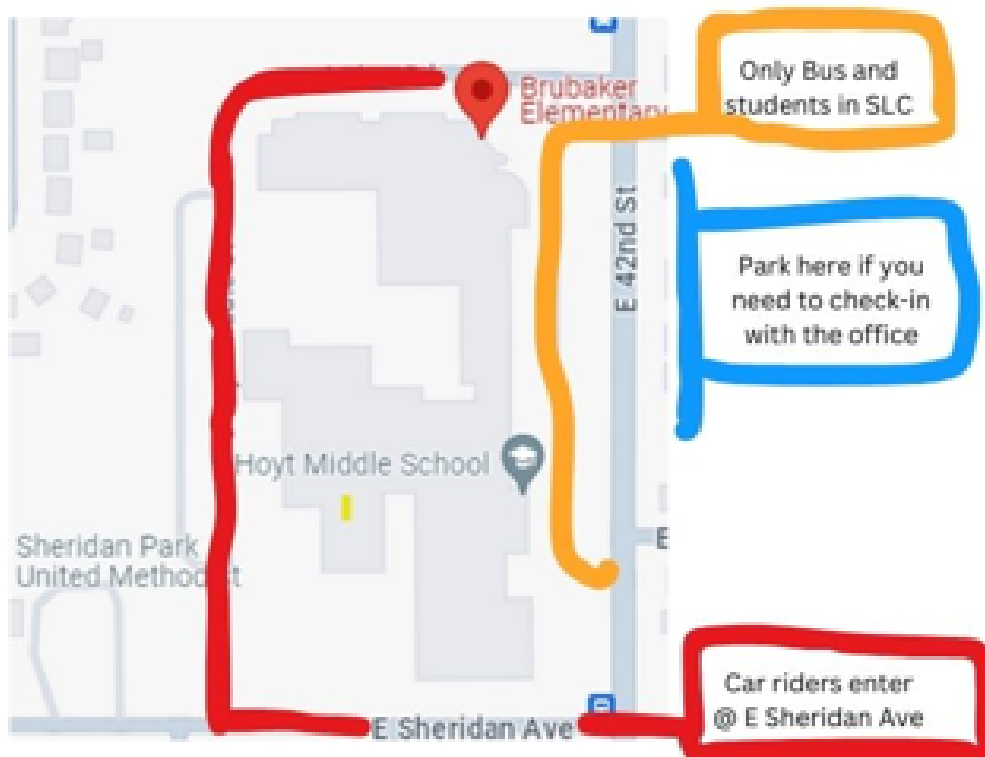 Brubaker
Elementary
Only Bus and
students in SLC
E 42nd St
Park here if you
need to check-in
with the office
Hoyt Middle School
Sheridan Park
United Methodist
E
Car riders enter
@ E Sheridan Ave
E Sheridan Ave